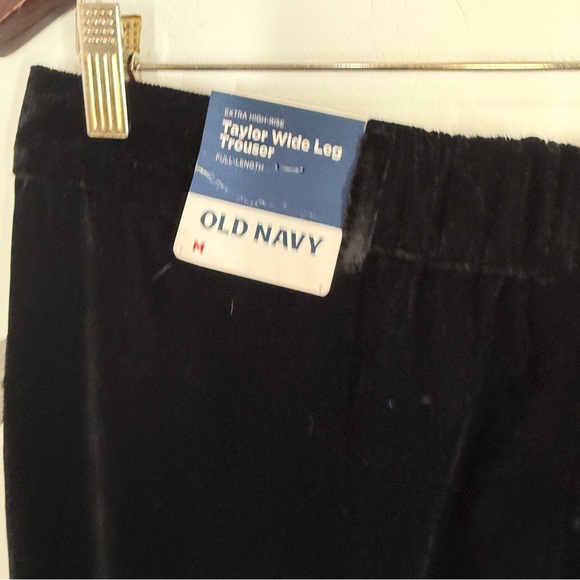 EXTRA HIGH-RISE
Taylor Wide Leg
Trouser
FULL-LENGTH
OLD NAVY
M